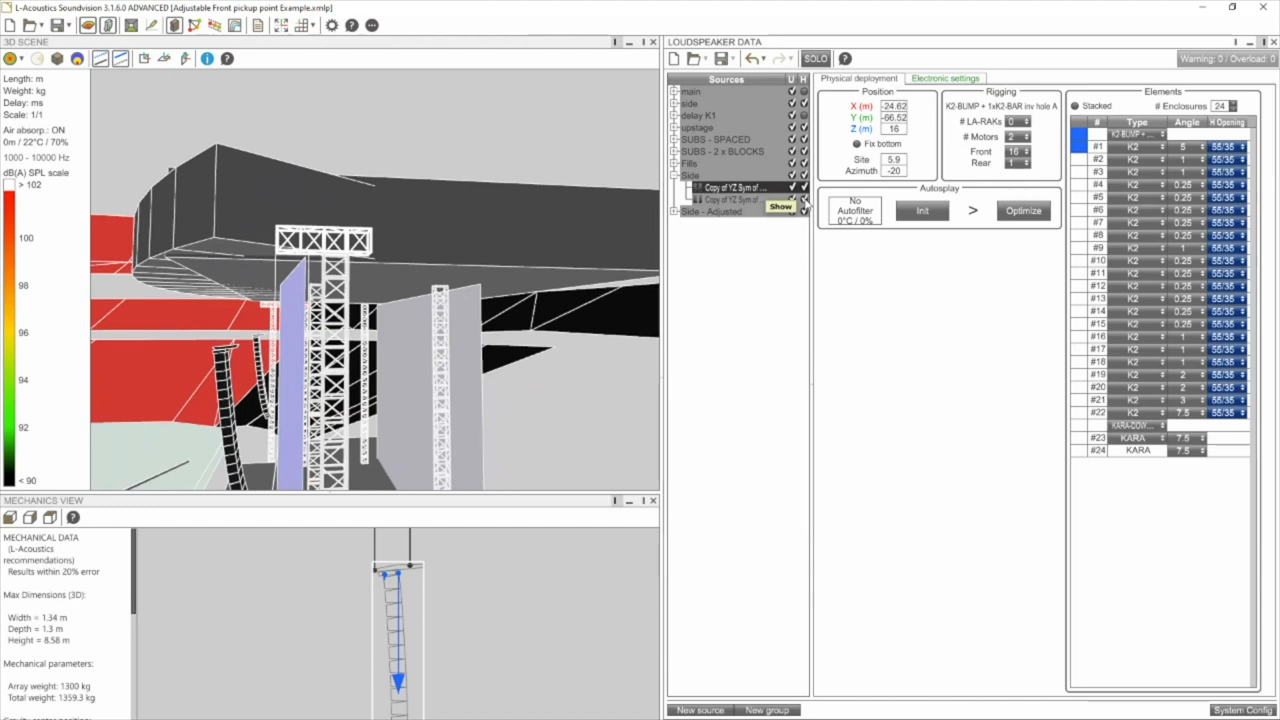 L-Acoustics Soundvision 3.1.6.0 ADVANCED [Adjustable Front pickup point Example.xmlp]
3D SCENE
Length: m
Weight: kg
Delay: ms
Scale: 1/1
Air absorp.: ON
0m / 22°C / 70%
1000 - 10000 Hz
dB(A) SPL scale
> 102
100
98
96
94
92
< 90
MECHANICS VIEW
MECHANICAL DATA
(L-Acoustics
recommendations)
Results within 20% error
Max Dimensions (3D):
Width = 1.34 m
Depth = 1.3 m
Height = 8.58 m
Mechanical parameters:
Array weight: 1300 kg
Total weight: 1359.3 kg
LOUDSPEAKER DATA
SOLO
Warning: 0 / Overload: 0
Sources U H
main
side
delay K1
upstage
SUBS - SPACED
SUBS - 2 x BLOCKS
Fills
Side
Copy of YZ Sym of ...
Copy of YZ Sym of ...
Show
Side - Adjusted
New source New group
Physical deployment Electronic settings
Position
X (m) -24.62
Y (m) -66.52
Z (m) 16
Fix bottom
Site 5.9
Azimuth -20
Rigging
K2-BUMP + 1xK2-BAR inv hole A
# LA-RAKs 0
# Motors 2
Front 16
Rear 1
Autosplay
No
Autofilter
0°C / 0%
Init > Optimize
Elements
Stacked # Enclosures 24
# Type Angle H Opening
K2-BUMP + ...
#1 K2 5 55/35
#2 K2 1 55/35
#3 K2 1 55/35
#4 K2 0.25 55/35
#5 K2 0.25 55/35
#6 K2 0.25 55/35
#7 K2 0.25 55/35
#8 K2 0.25 55/35
#9 K2 1 55/35
#10 K2 0.25 55/35
#11 K2 0.25 55/35
#12 K2 0.25 55/35
#13 K2 0.25 55/35
#14 K2 0.25 55/35
#15 K2 0.25 55/35
#16 K2 1 55/35
#17 K2 1 55/35
#18 K2 1 55/35
#19 K2 2 55/35
#20 K2 2 55/35
#21 K2 3 55/35
#22 K2 7.5 55/35
KARA-DOW...
#23 KARA 7.5
#24 KARA 7.5
System Config